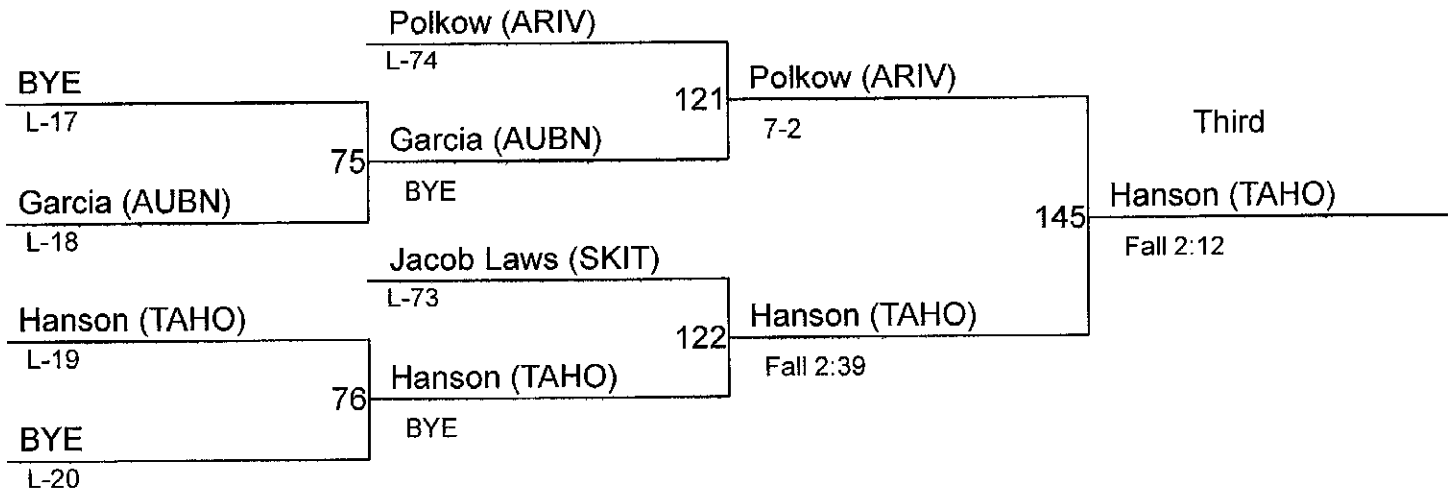 Polkow (ARIV)
L-74
BYE
L-17
121
Polkow (ARIV)
7-2
Third
75
Garcia (AUBN)
BYE
Garcia (AUBN)
L-18
145
Hanson (TAHO)
Fall 2:12
Jacob Laws (SKIT)
L-73
Hanson (TAHO)
L-19
122
Hanson (TAHO)
Fall 2:39
76
Hanson (TAHO)
BYE
BYE
L-20